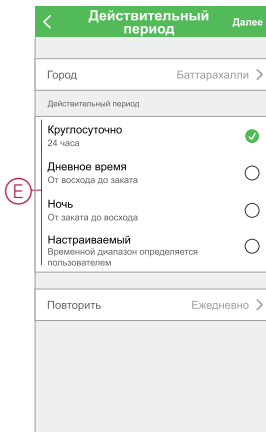 Действительный
период
Далее
Город
Баттарахалли
Действительный период
Круглосуточно
24 часа
Дневное время
От восхода до заката
E
Ночь
От заката до восхода
Настраиваемый
Временной диапазон определяется
пользователем
Повторить
Ежедневно